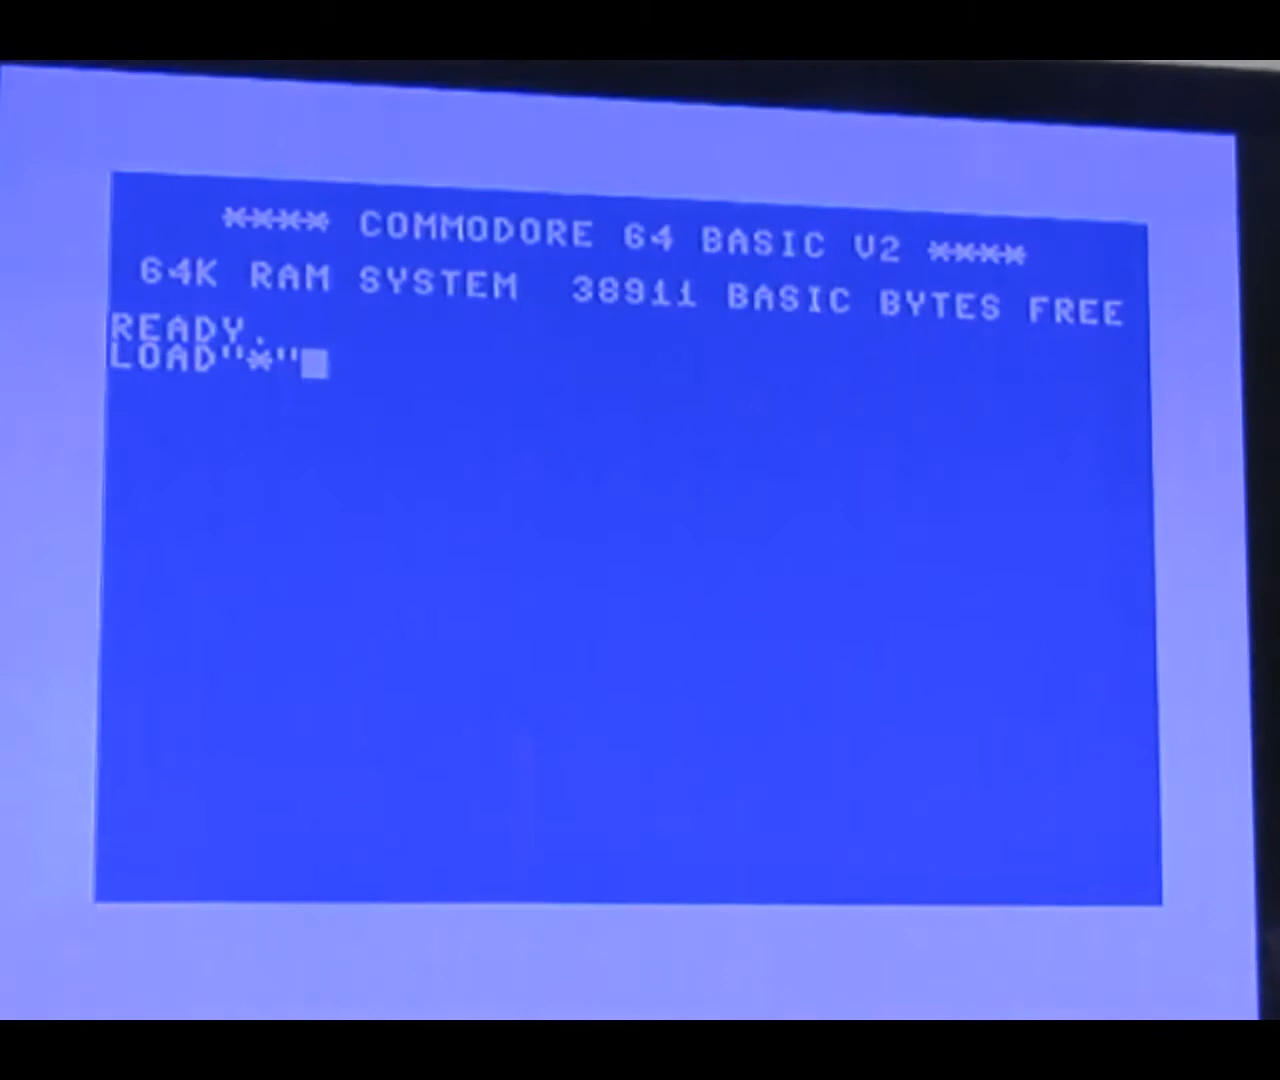 **** COMMODORE 64 BASIC V2 ****
64K RAM SYSTEM  38911 BASIC BYTES FREE
READY.
LOAD"*"